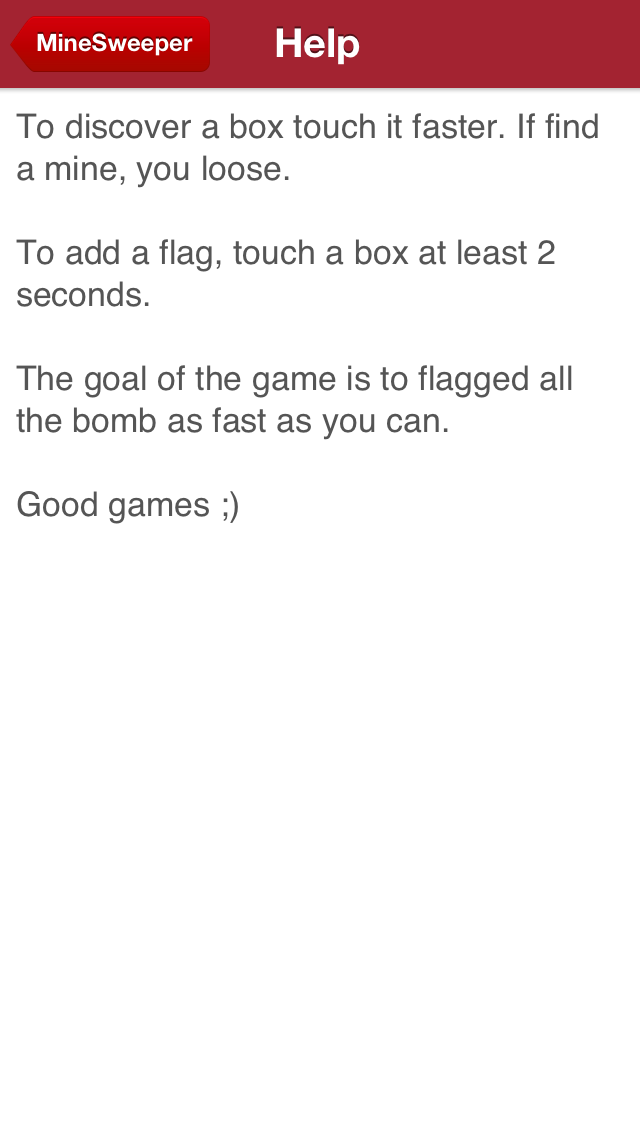 MineSweeper
Help
To discover a box touch it faster. If find
a mine, you loose.
To add a flag, touch a box at least 2
seconds.
The goal of the game is to flagged all
the bomb as fast as you can.
Good games ;)